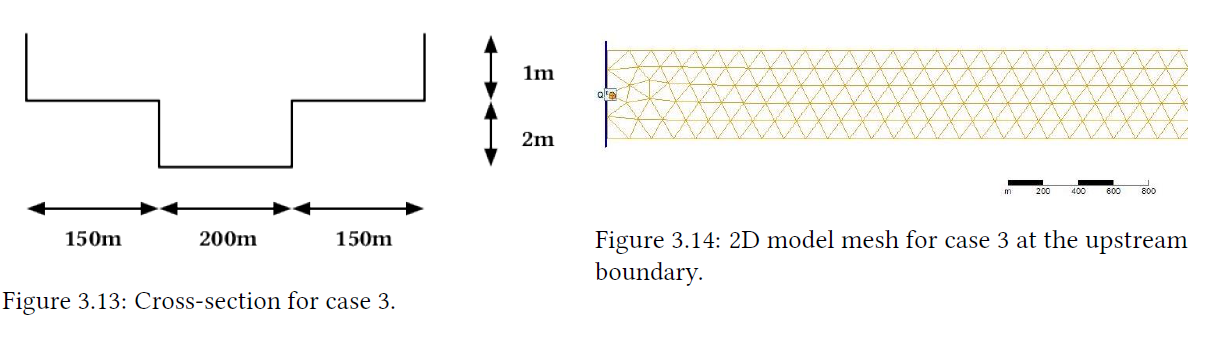 1m
2m
150m
200m
150m
Figure 3.13: Cross-section for case 3.
Q
m 200 400 600 800
Figure 3.14: 2D model mesh for case 3 at the upstream
boundary.